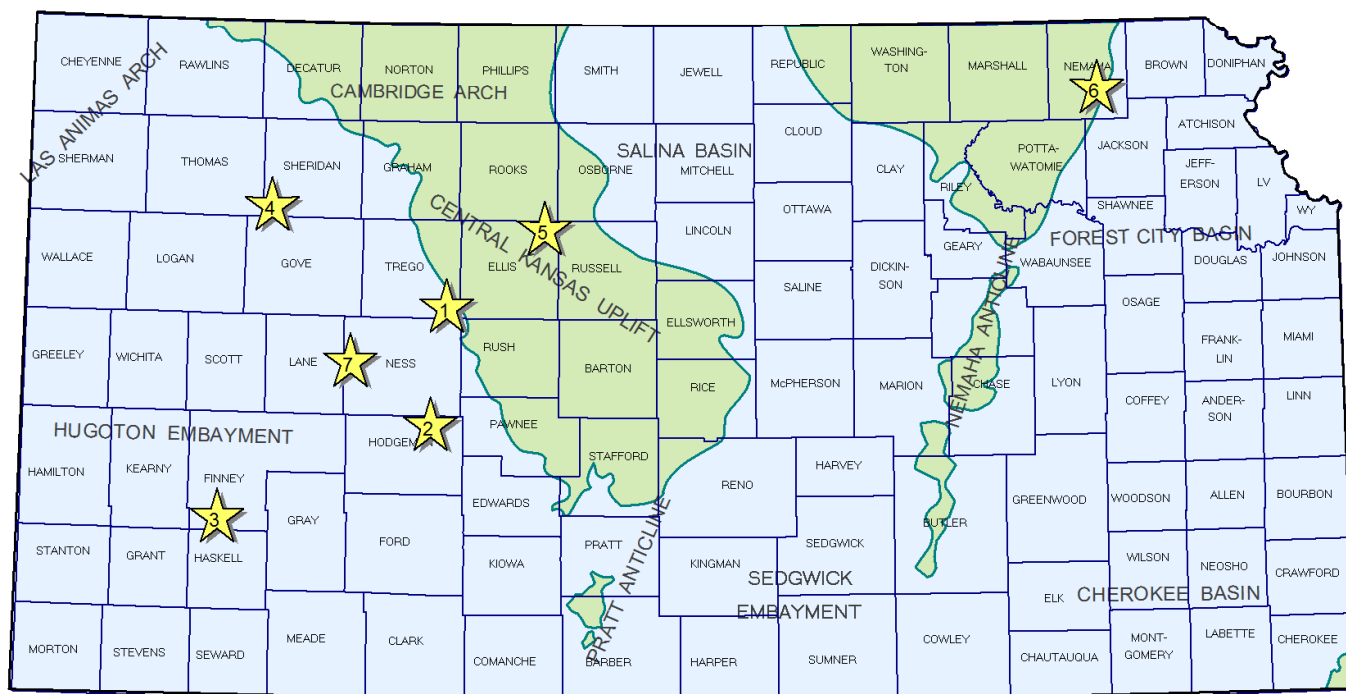 CHEYENNE
RAWLINS
DECATUR
NORTON
PHILLIPS
SMITH
JEWELL
REPUBLIC
WASHING-
TON
MARSHALL
NEMAHA
BROWN
DONIPHAN
LAS ANIMAS ARCH
CAMBRIDGE ARCH
6
SHERMAN
THOMAS
SHERIDAN
GRAHAM
ROOKS
OSBORNE
SALINA BASIN
MITCHELL
CLOUD
CLAY
RILEY
POTTA-
WATOMIE
JACKSON
ATCHISON
JEFF-
ERSON
LV
WY
SHAWNEE
4
5
CENTRAL KANSAS UPLIFT
OTTAWA
LINCOLN
GEARY
WABAUNSEE
FOREST CITY BASIN
DOUGLAS
JOHNSON
WALLACE
LOGAN
GOVE
TREGO
ELLIS
RUSSELL
SALINE
DICKIN-
SON
NEMAHA ANTICLINE
OSAGE
1
ELLSWORTH
GREELEY
WICHITA
SCOTT
LANE
7
NESS
RUSH
BARTON
RICE
McPHERSON
MARION
CHASE
LYON
FRANK-
LIN
MIAMI
COFFEY
ANDER-
SON
LINN
HUGOTON EMBAYMENT
HODGEM
2
PAWNEE
STAFFORD
HAMILTON
KEARNY
FINNEY
3
GRAY
EDWARDS
RENO
HARVEY
BUTLER
GREENWOOD
WOODSON
ALLEN
BOURBON
STANTON
GRANT
HASKELL
FORD
KIOWA
PRATT
PRATT ANTICLINE
KINGMAN
SEDGWICK
SEDGWICK
EMBAYMENT
WILSON
NEOSHO
CRAWFORD
ELK
CHEROKEE BASIN
MORTON
STEVENS
SEWARD
MEADE
CLARK
COMANCHE
BARBER
HARPER
SUMNER
COWLEY
CHAUTAUQUA
MONT-
GOMERY
LABETTE
CHEROKEE